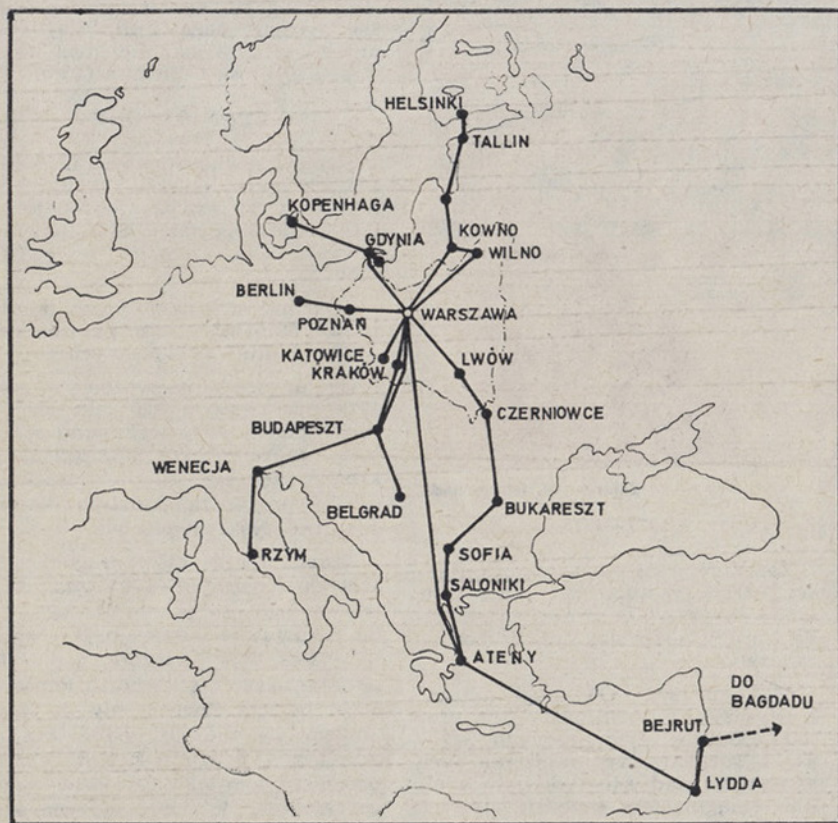 HELSINKI
TALLIN
KOPENHAGA
GDYNIA
KOWNO
WILNO
BERLIN
POZNAŃ
WARSZAWA
KATOWICE
KRAKÓW
LWÓW
CZERNIOWCE
BUDAPESZT
WENECJA
BELGRAD
BUKARESZT
RZYM
SOFIA
SALONIKI
ATENY
DO
BAGDADU
BEJRUT
LYDDA